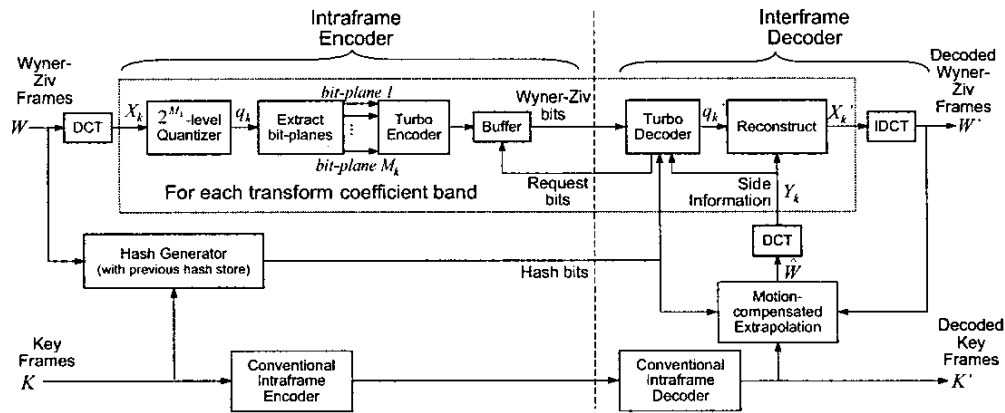 Intraframe
Encoder
Interframe
Decoder
Wyner-
Ziv
Frames
W
DCT
X_k
2^{M_k}-level
Quantizer
q_k
Extract
bit-planes
bit-plane 1
bit-plane M_k
Turbo
Encoder
Buffer
Wyner-Ziv
bits
Turbo
Decoder
q_k'
Reconstruct
X_k'
IDCT
Decoded
Wyner-
Ziv
Frames
W'
For each transform coefficient band
Request
bits
Side
Information
Y_k
DCT
Ŵ
Hash Generator
(with previous hash store)
Hash bits
Motion-
compensated
Extrapolation
Key
Frames
K
Conventional
Intraframe
Encoder
Conventional
Intraframe
Decoder
Decoded
Key
Frames
K'